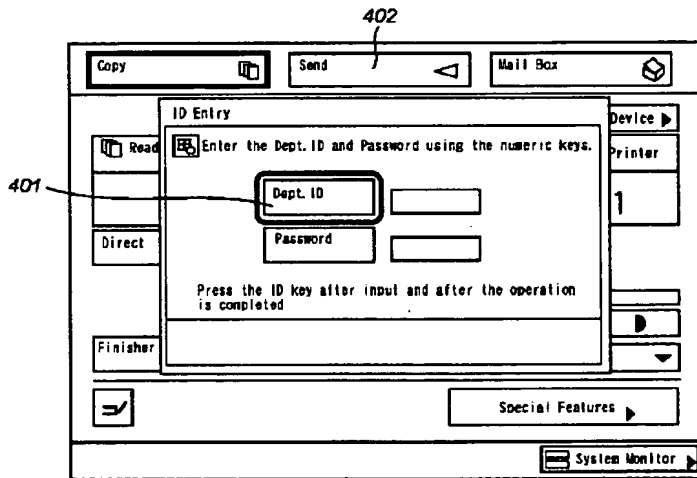 402
Copy
Send
Mail Box
ID Entry
Device
Read
Enter the Dept. ID and Password using the numeric keys.
Printer
401
Dept. ID
1
Direct
Password
Press the ID key after input and after the operation
is completed
Finisher
Special Features
System Monitor